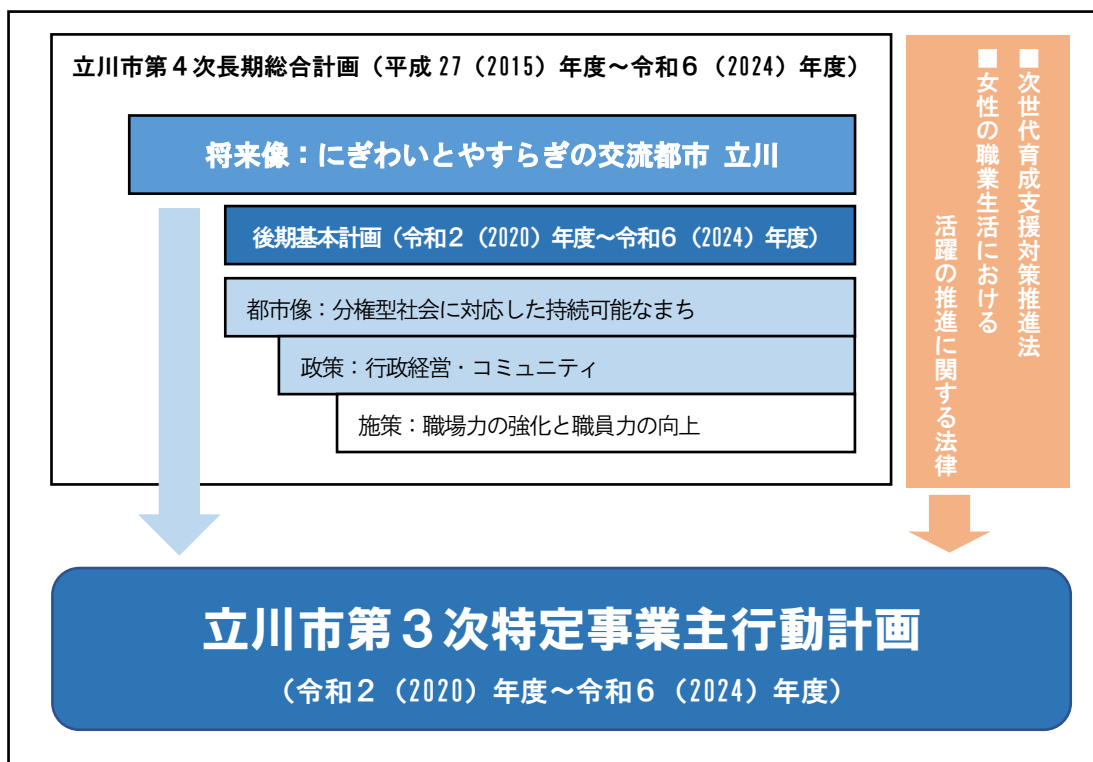 立川市第４次長期総合計画（平成 27（2015）年度～令和６（2024）年度）
将来像：にぎわいとやすらぎの交流都市 立川
後期基本計画（令和２（2020）年度～令和６（2024）年度）
都市像：分権型社会に対応した持続可能なまち
政策：行政経営・コミュニティ
施策：職場力の強化と職員力の向上
■次世代育成支援対策推進法
■女性の職業生活における
活躍の推進に関する法律
立川市第３次特定事業主行動計画
（令和２（2020）年度～令和６（2024）年度）